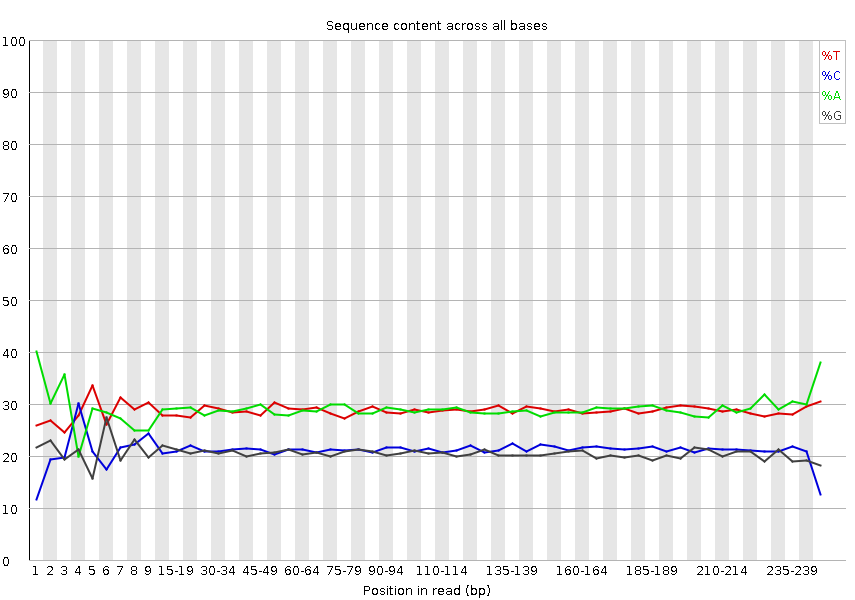 Sequence content across all bases
100
90
80
70
60
50
40
30
20
10
0
%T
%C
%A
%G
1 2 3 4 5 6 7 8 9 15-19 30-34 45-49 60-64 75-79 90-94 110-114 135-139 160-164 185-189 210-214 235-239
Position in read (bp)